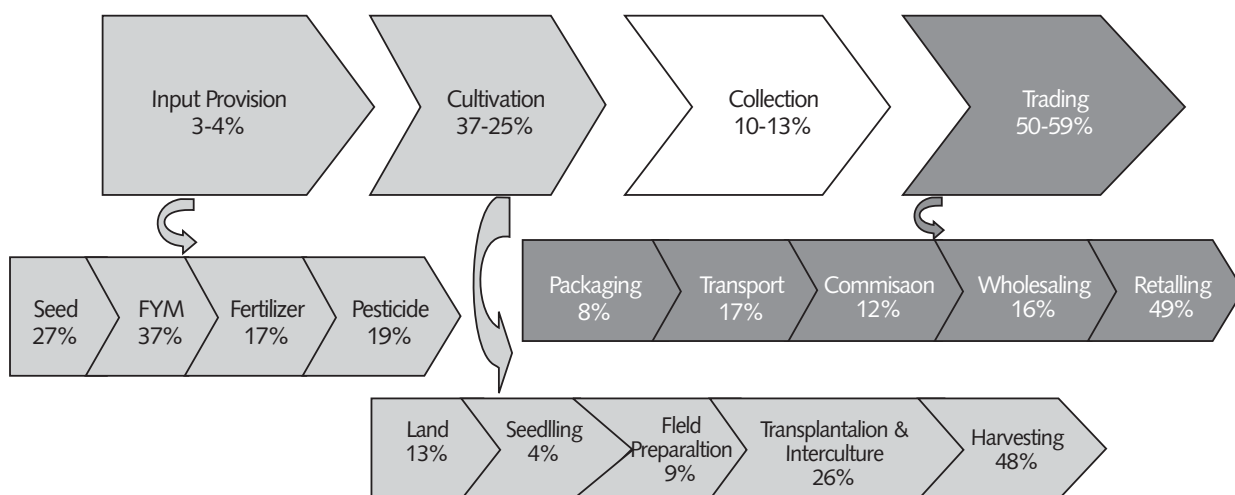 Input Provision
3-4%
Cultivation
37-25%
Collection
10-13%
Trading
50-59%
Seed
27%
FYM
37%
Fertilizer
17%
Pesticide
19%
Packaging
8%
Transport
17%
Commisaon
12%
Wholesaling
16%
Retalling
49%
Land
13%
Seedlling
4%
Fleld
Preparaltion
9%
Transplantalion &
Interculture
26%
Harvesting
48%